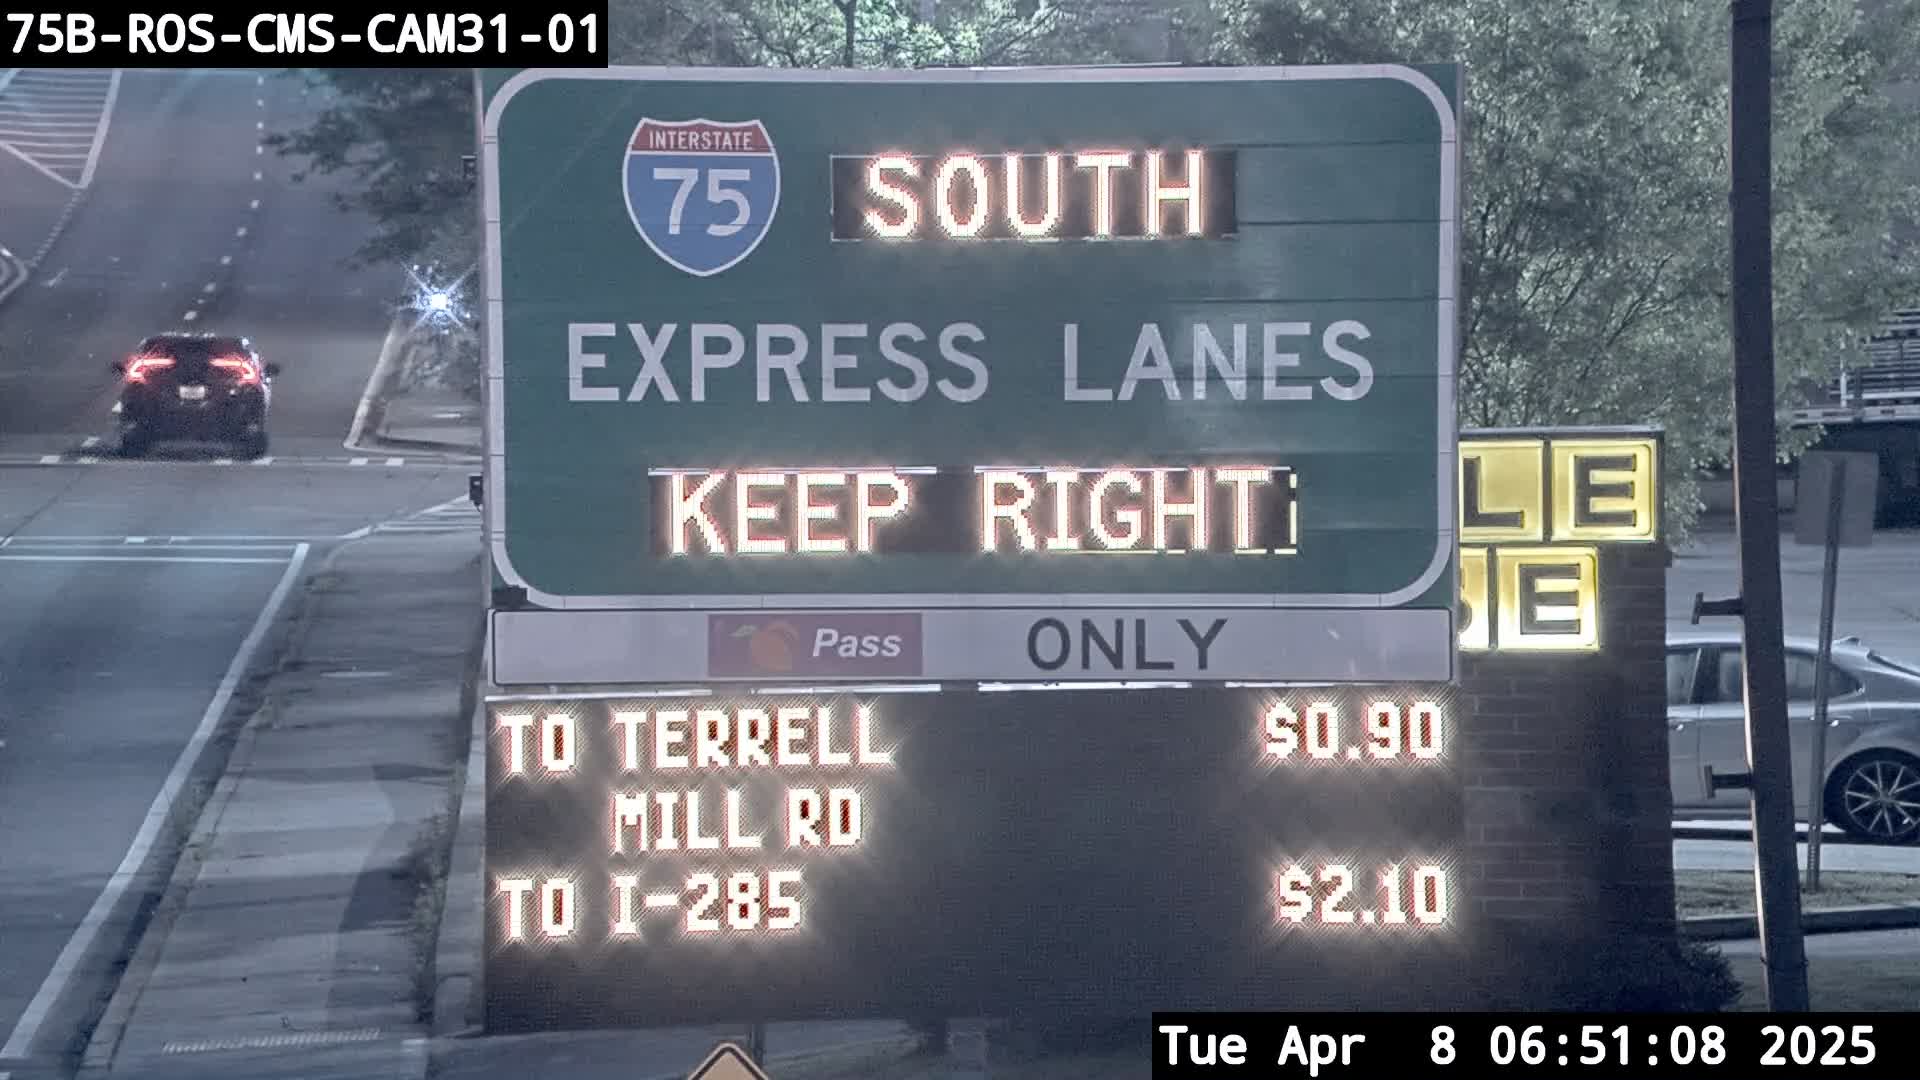 75B-ROS-CMS-CAM31-01
INTERSTATE
75
SOUTH
EXPRESS LANES
KEEP RIGHT
Pass ONLY
TO TERRELL $0.90
MILL RD
TO I-285 $2.10
LE
E
Tue Apr 8 06:51:08 2025